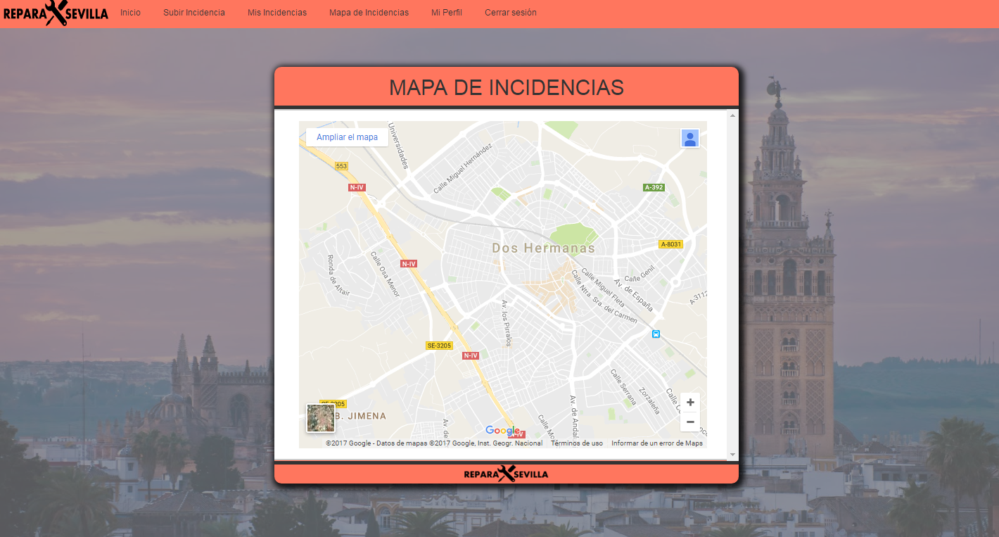 REPARA SEVILLA
Inicio
Subir Incidencia
Mis Incidencias
Mapa de Incidencias
Mi Perfil
Cerrar sesión
MAPA DE INCIDENCIAS
Ampliar el mapa
Universidades
Calle Miguel Hernández
553
N-IV
A-392
Dos Hermanas
A-8031
Ronda de Altair
Calle Osa Menor
N-IV
Calle Genil
Calle Miguel Fleta
Av. de España
Calle Ntra. Sra. del Carmen
A-3112
Av. los Pirralos
SE-3205
N-IV
Calle Serrana
Zorzaleña
B. JIMENA
Av. de
Av. de Andal
Google
N-IV
©2017 Google - Datos de mapas ©2017 Google, Inst. Geogr. Nacional
Términos de uso
Informar de un error de Maps
REPARA SEVILLA